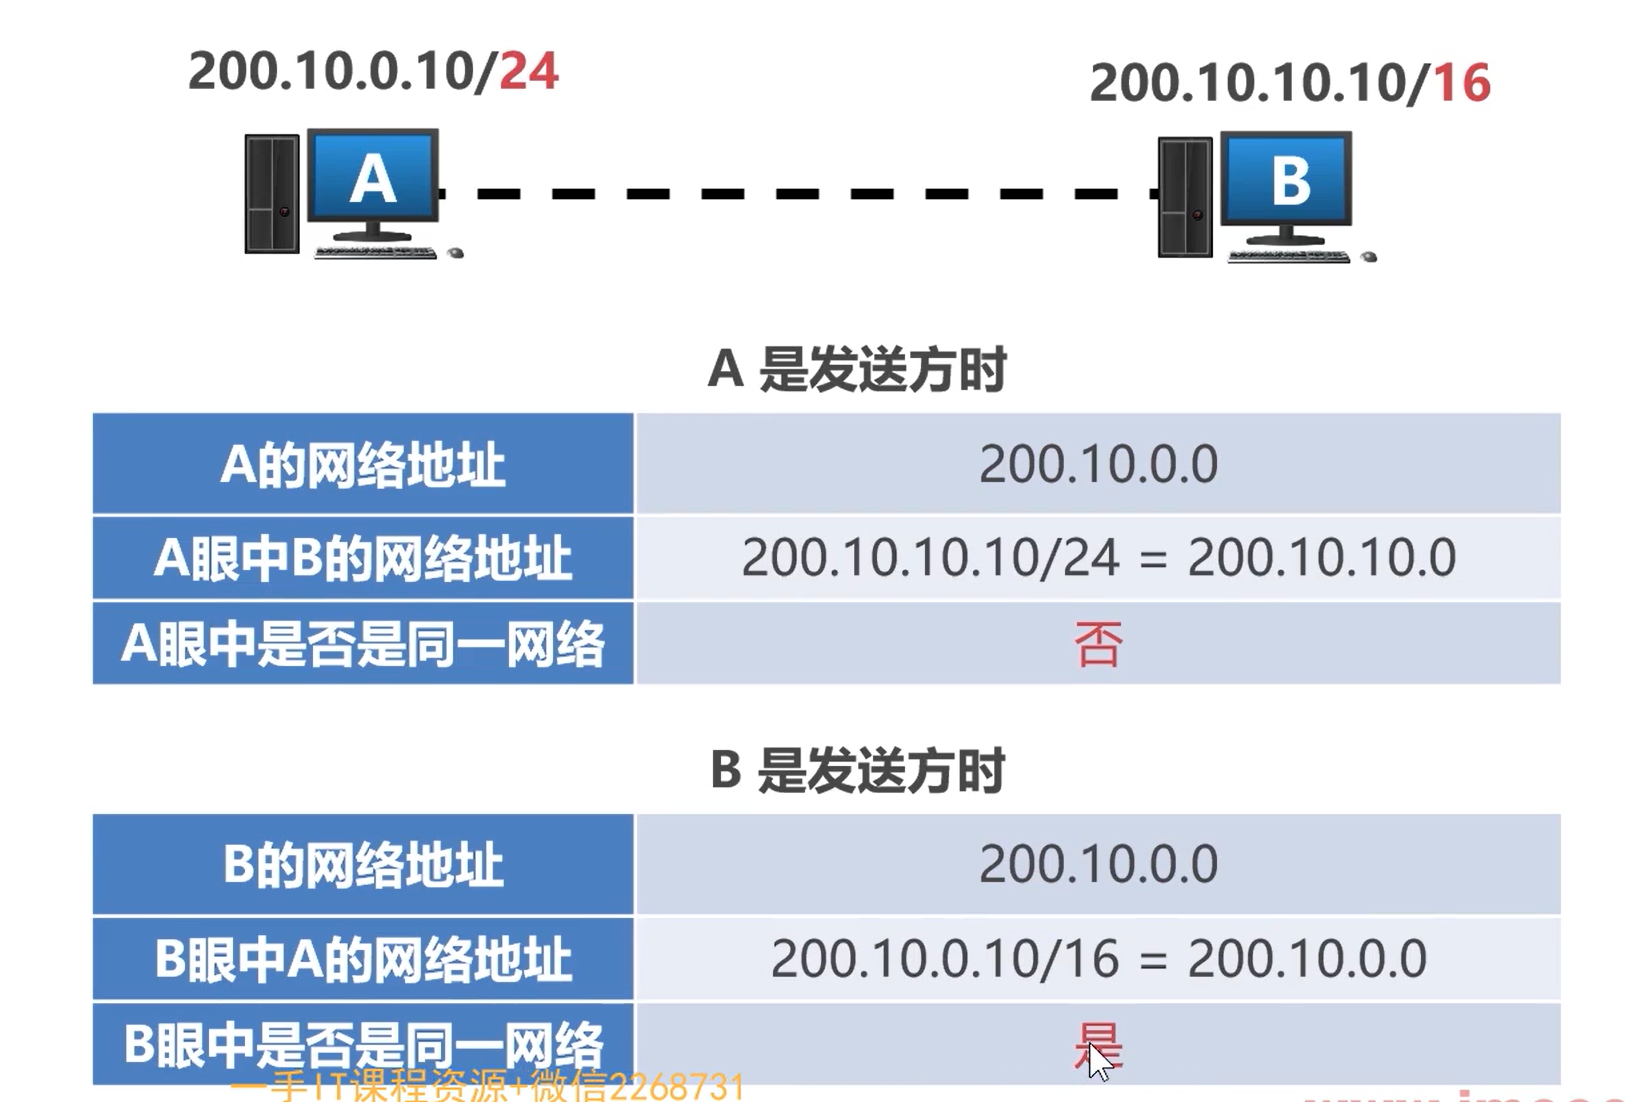 200.10.0.10/24
200.10.10.10/16
A
B
A 是发送方时
A的网络地址
200.10.0.0
A眼中B的网络地址
200.10.10.10/24 = 200.10.10.0
A眼中是否是同一网络
否
B 是发送方时
B的网络地址
200.10.0.0
B眼中A的网络地址
200.10.0.10/16 = 200.10.0.0
B眼中是否是同一网络
是
一手IT课程资源+微信2268731